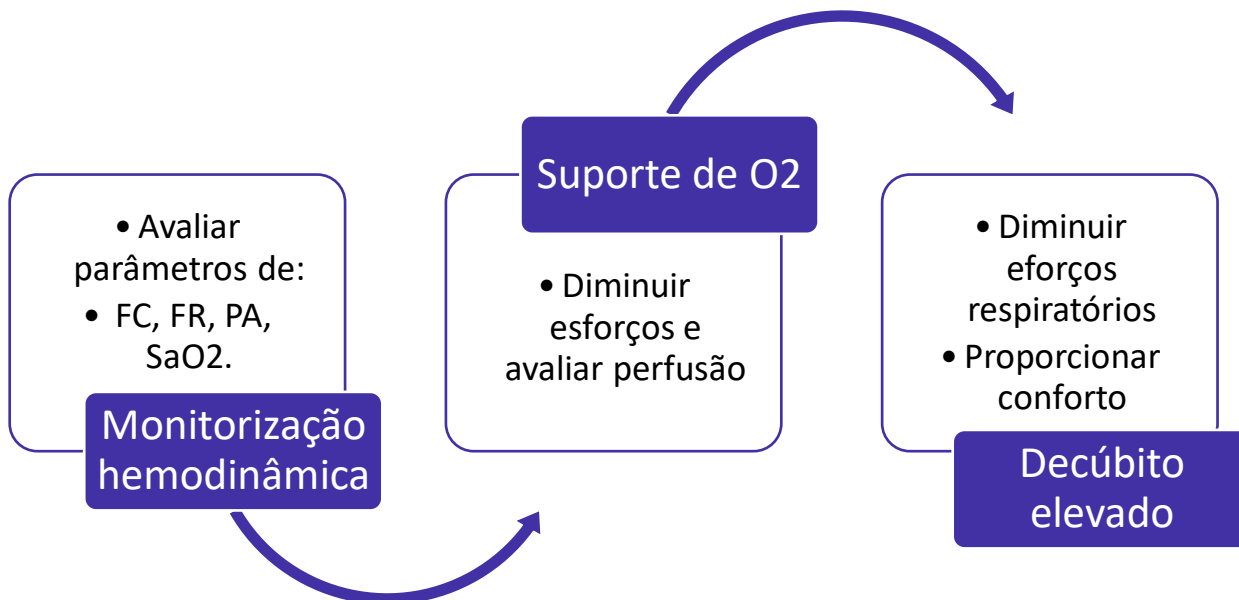 • Avaliar
parâmetros de:
• FC, FR, PA,
SaO2.
Monitorização
hemodinâmica
Suporte de O2
• Diminuir
esforços e
avaliar perfusão
• Diminuir
eforços
respiratórios
• Proporcionar
conforto
Decúbito
elevado